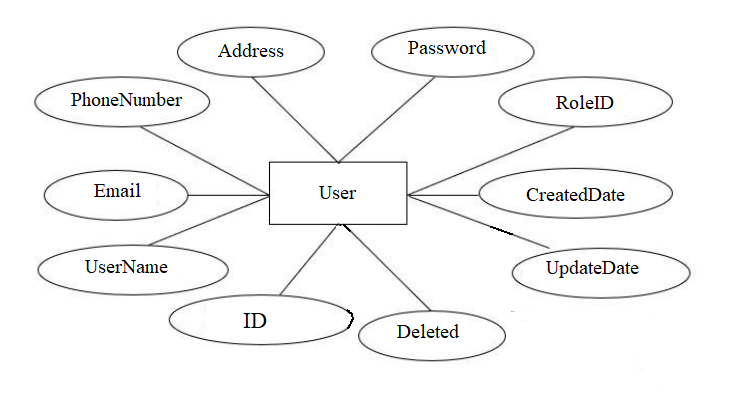 Address
Password
PhoneNumber
RoleID
Email
User
CreatedDate
UserName
UpdateDate
ID
Deleted